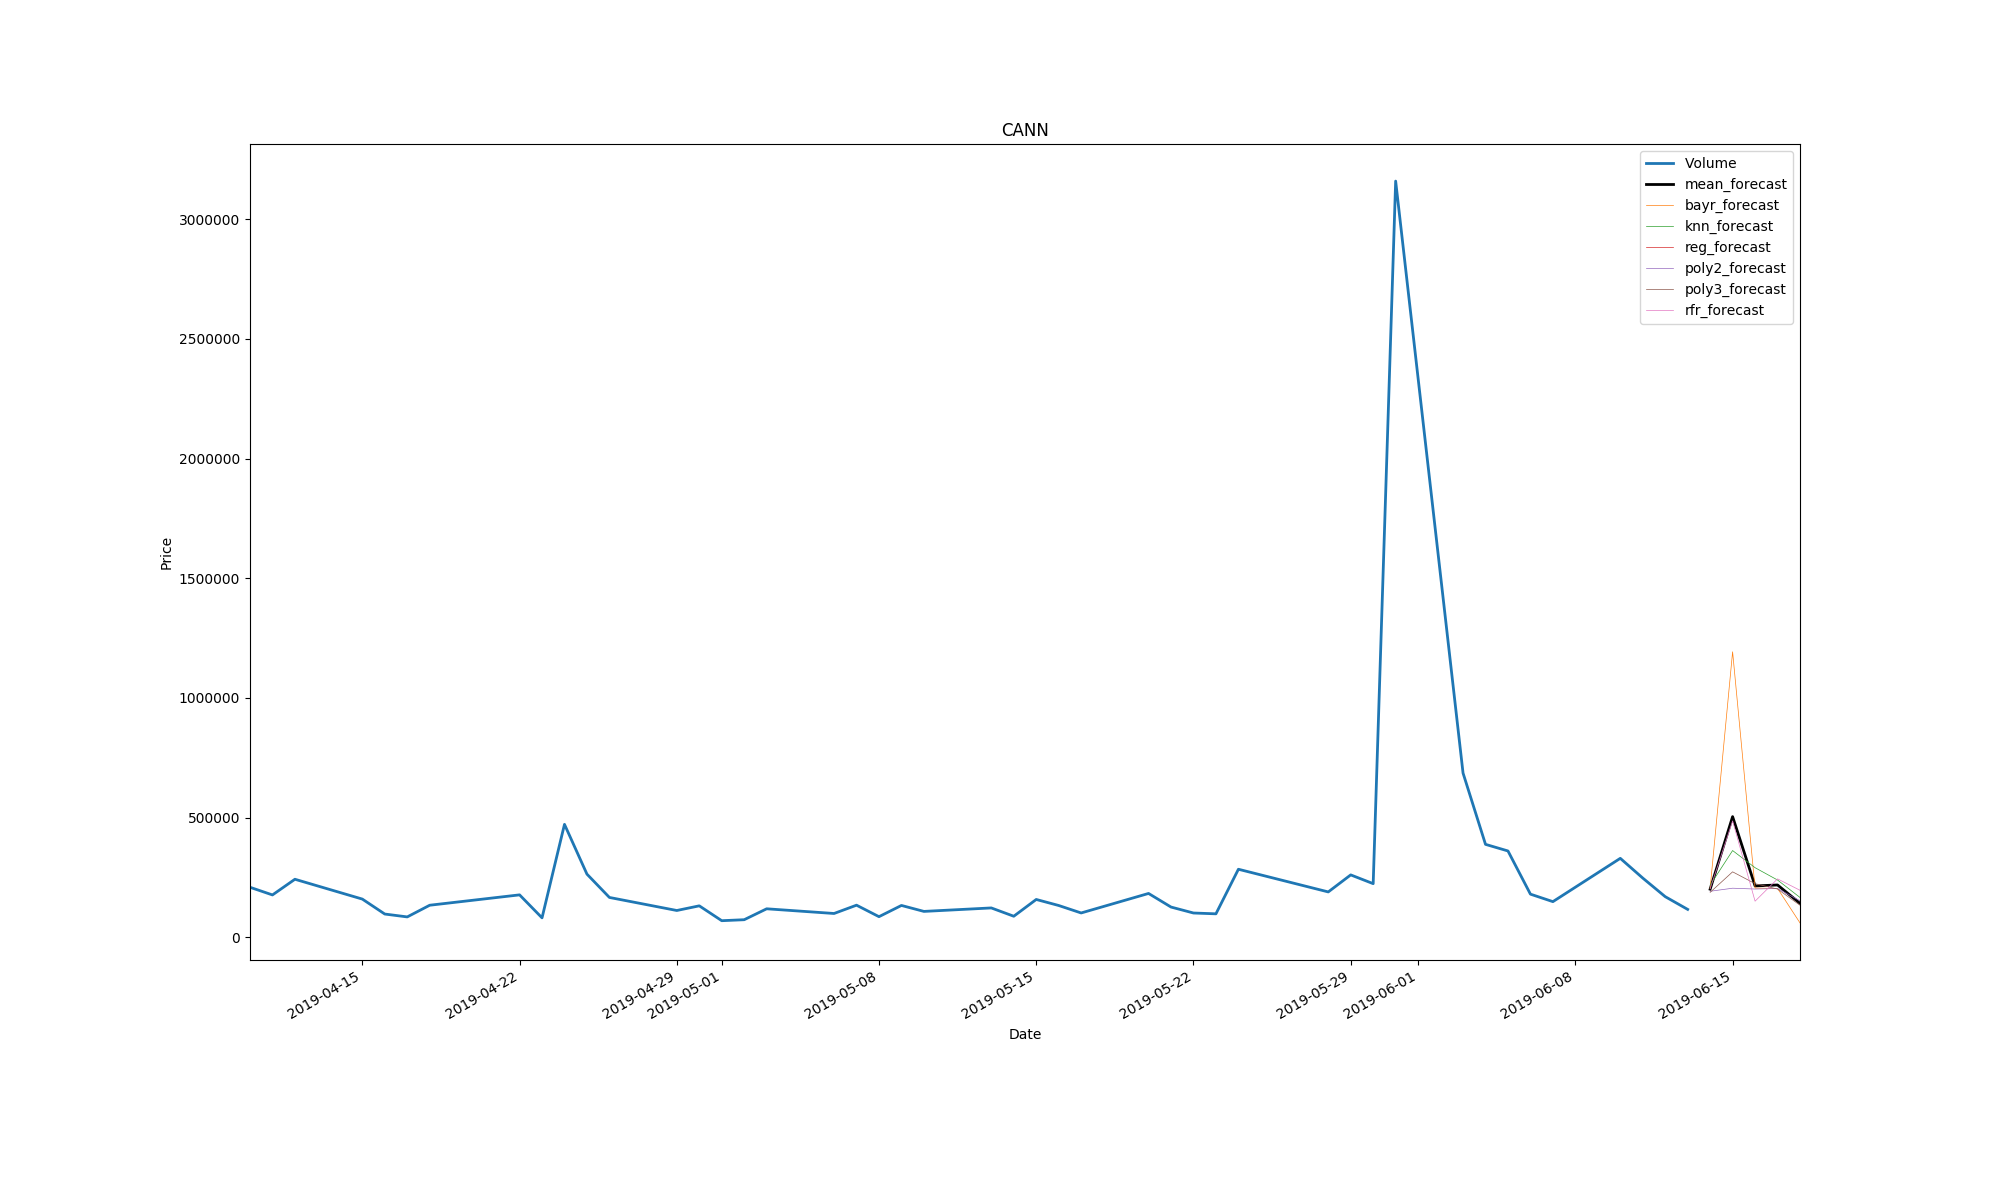 CANN
Volume
mean_forecast
bayr_forecast
knn_forecast
reg_forecast
poly2_forecast
poly3_forecast
rfr_forecast
3000000
2500000
2000000
1500000
1000000
500000
0
Price
2019-04-15
2019-04-22
2019-04-29
2019-05-01
2019-05-08
2019-05-15
2019-05-22
2019-05-29
2019-06-01
2019-06-08
2019-06-15
Date